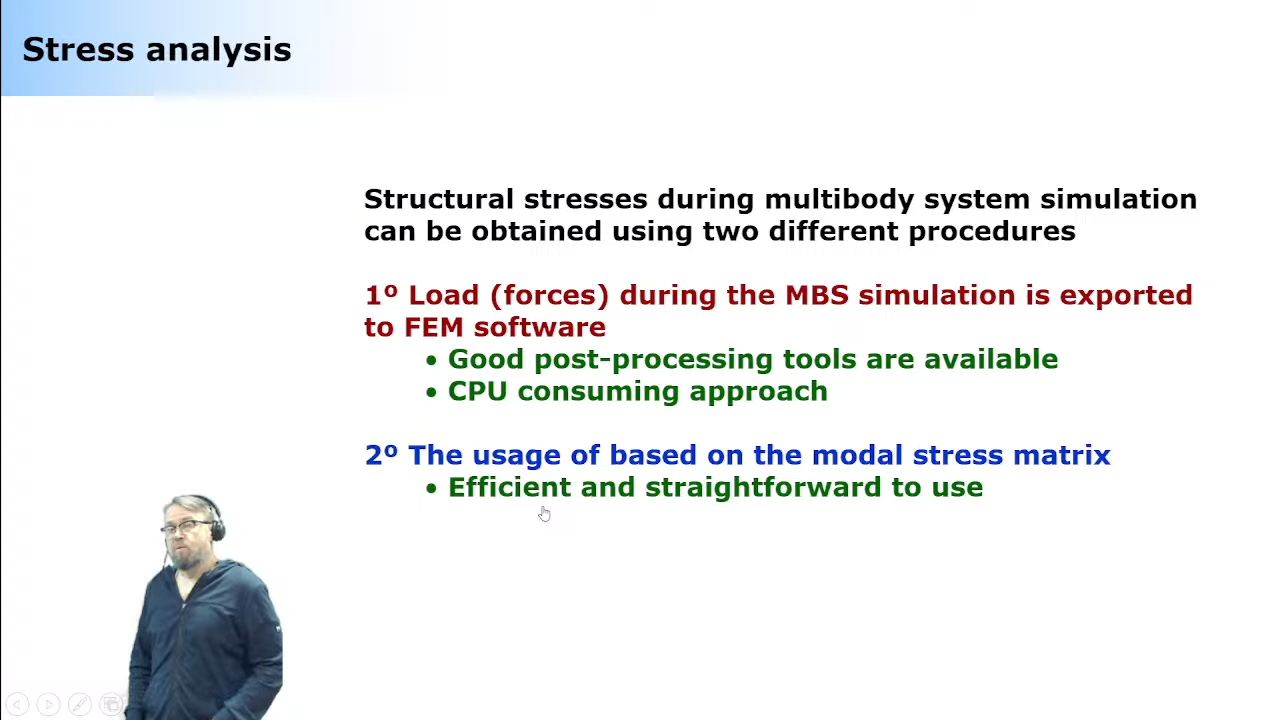 Stress analysis
Structural stresses during multibody system simulation
can be obtained using two different procedures
1º Load (forces) during the MBS simulation is exported
to FEM software
• Good post-processing tools are available
• CPU consuming approach
2º The usage of based on the modal stress matrix
• Efficient and straightforward to use